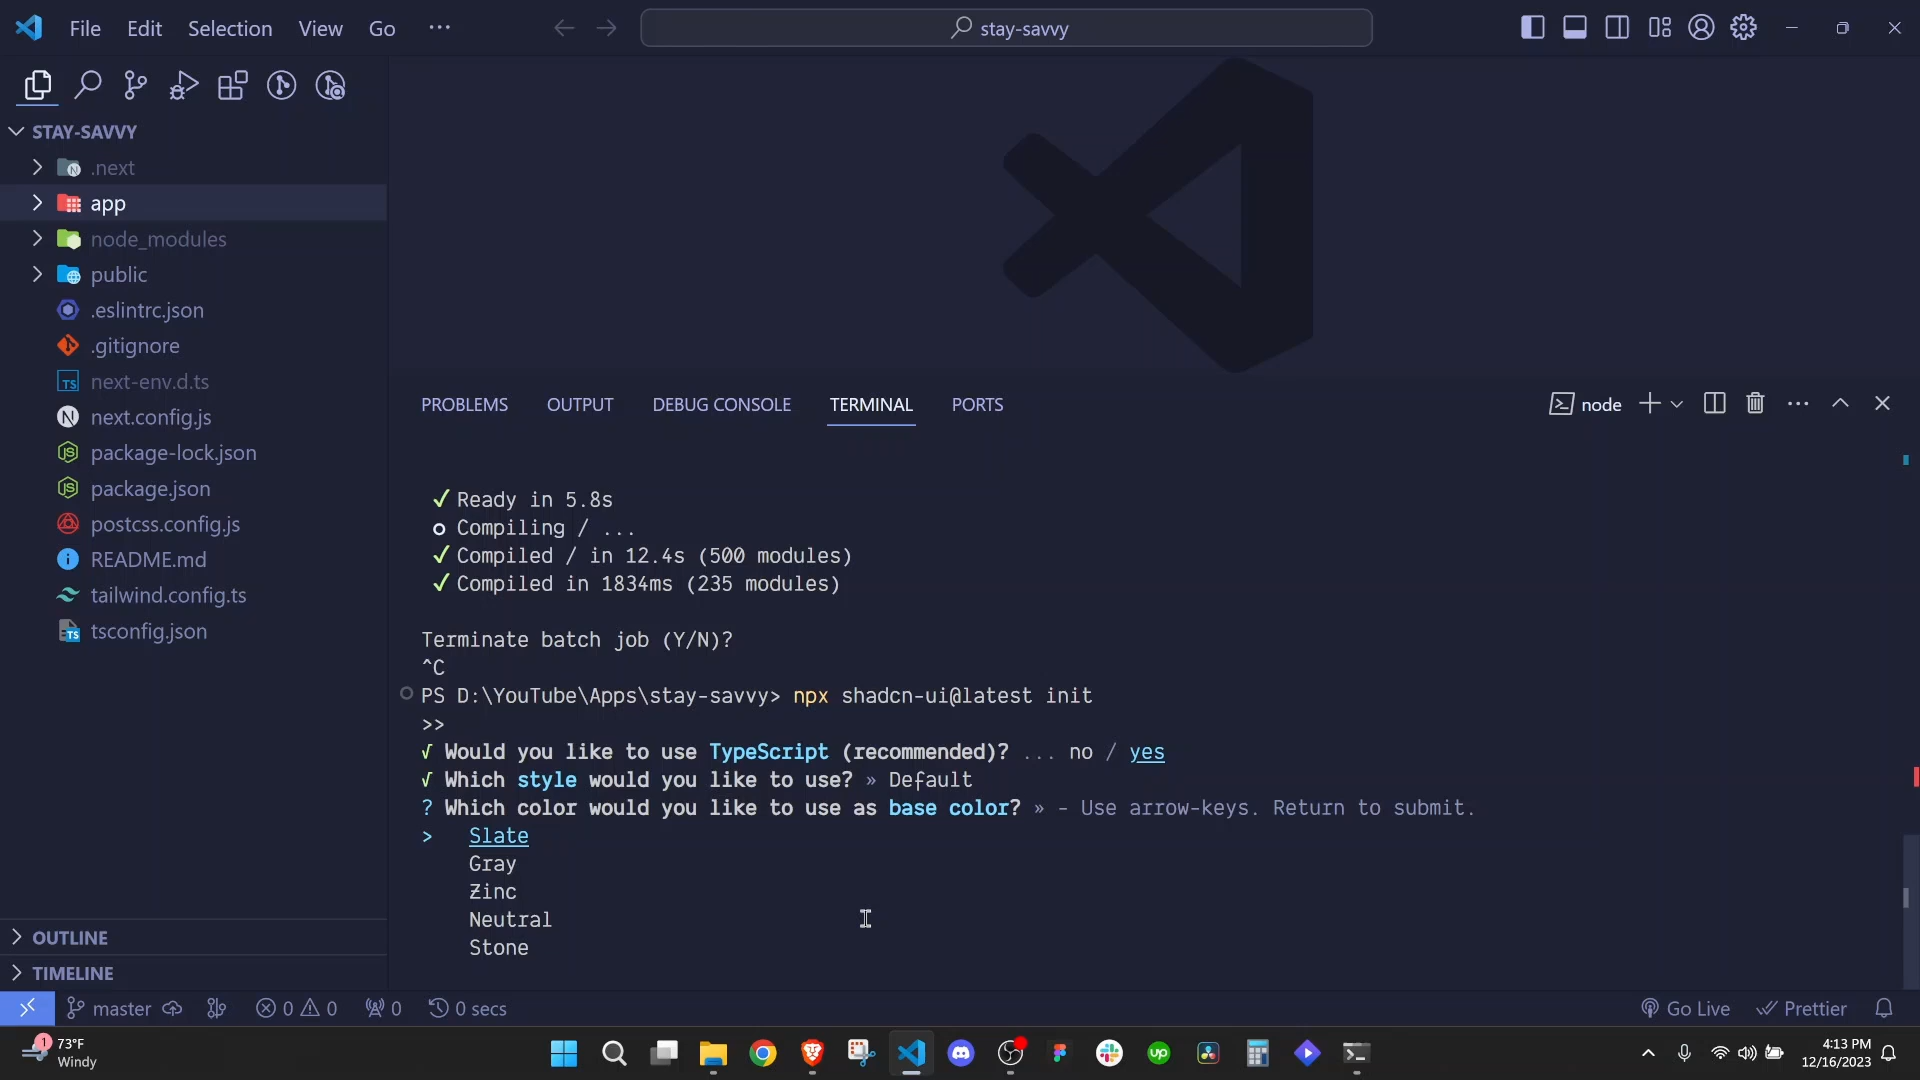 File Edit Selection View Go ···
stay-savvy
STAY-SAVVY
.next
app
node_modules
public
.eslintrc.json
.gitignore
next-env.d.ts
next.config.js
package-lock.json
package.json
postcss.config.js
README.md
tailwind.config.ts
tsconfig.json
OUTLINE
TIMELINE
PROBLEMS OUTPUT DEBUG CONSOLE TERMINAL PORTS
node
✓ Ready in 5.8s
○ Compiling / ...
✓ Compiled / in 12.4s (500 modules)
✓ Compiled in 1834ms (235 modules)
Terminate batch job (Y/N)?
^C
PS D:\YouTube\Apps\stay-savvy> npx shadcn-ui@latest init
>>
√ Would you like to use TypeScript (recommended)? ... no / yes
√ Which style would you like to use? » Default
? Which color would you like to use as base color? » - Use arrow-keys. Return to submit.
> Slate
Gray
Zinc
Neutral
Stone
master 0 0 0 0 secs
Go Live Prettier
1
73°F
Windy
up
4:13 PM
12/16/2023